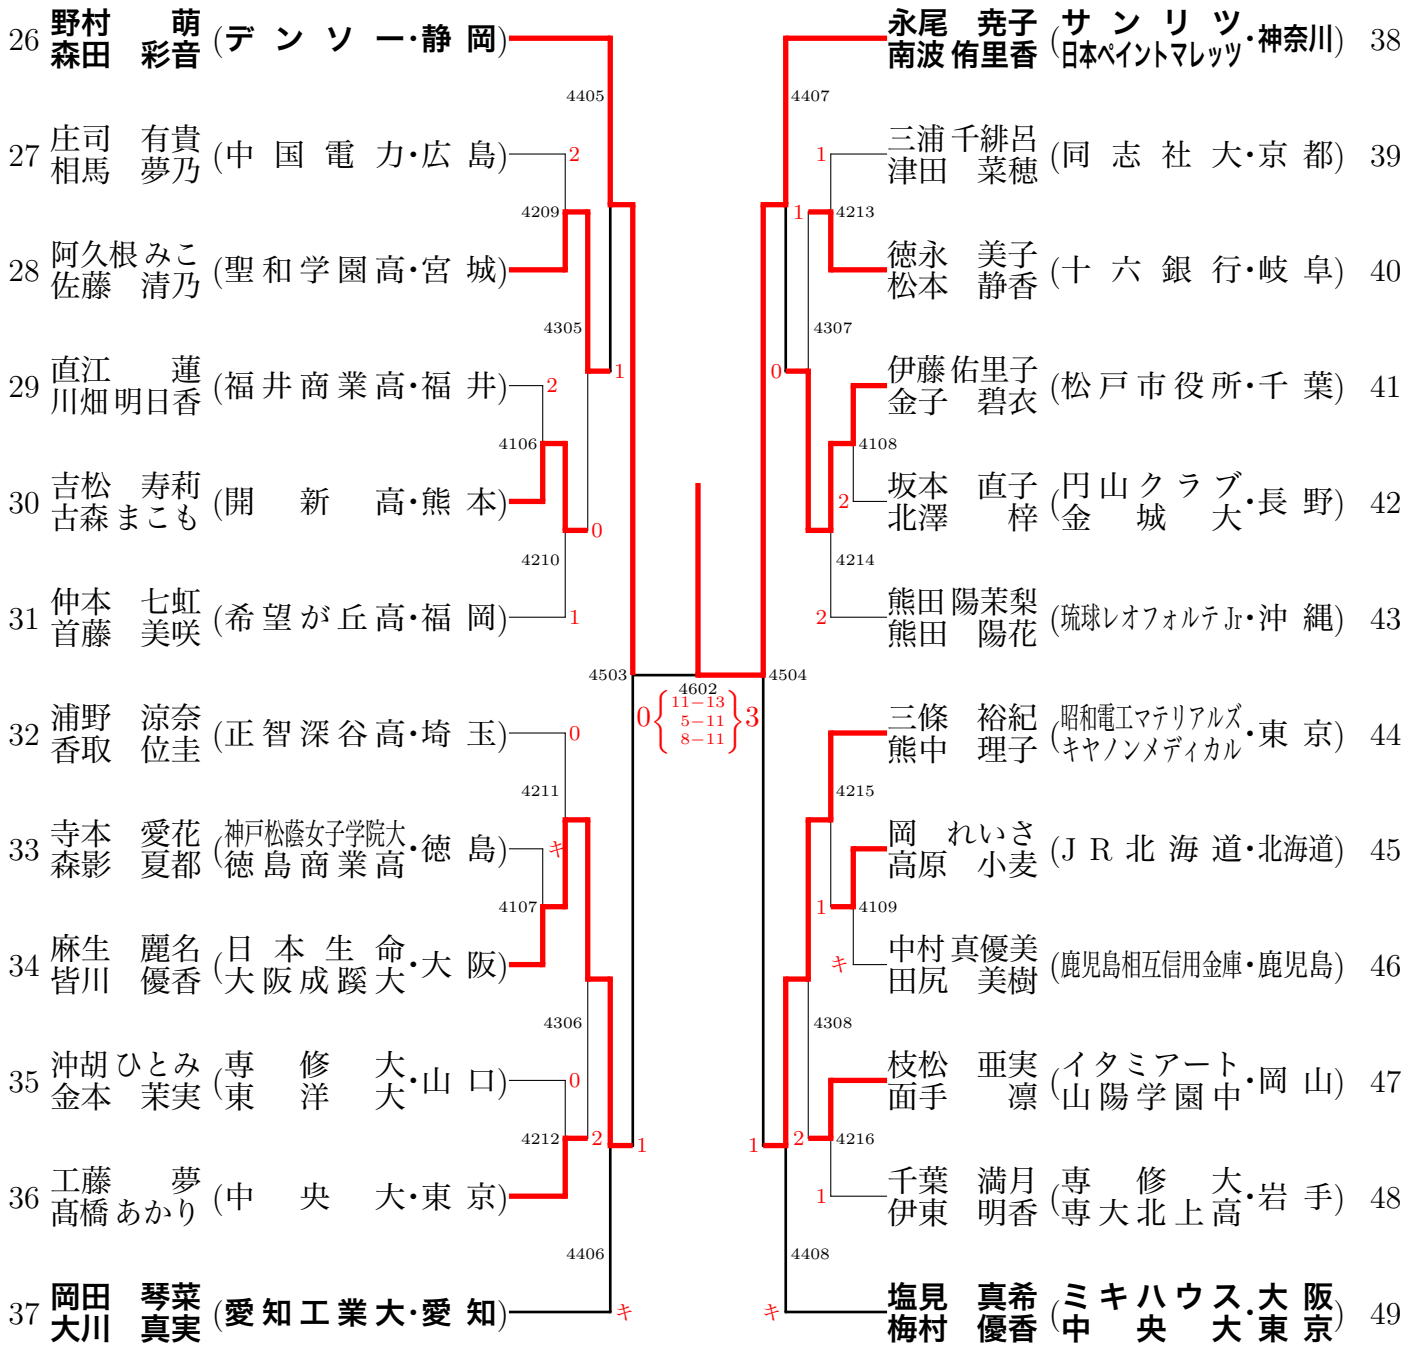 26 野村 萌 (デンソー・静岡)
森田 彩音
4405
27 庄司 有貴 (中国電力・広島) 2
相馬 夢乃
4209
28 阿久根 みこ (聖和学園高・宮城)
佐藤 清乃
4305
1
29 直江 蓮 (福井商業高・福井) 2
川畑 明日香
4106
30 吉松 寿莉 (開新高・熊本)
古森 まこも
0
4210
31 仲本 七虹 (希望が丘高・福岡) 1
首藤 美咲
4503
32 浦野 涼奈 (正智深谷高・埼玉) 0
香取 位圭
4211
33 寺本 愛花 (神戸松蔭女子学院大・徳島) キ
森影 夏都 徳島商業高
4107
34 麻生 麗名 (日本生命・大阪)
皆川 優香 大阪成蹊大
4306
35 沖胡 ひとみ (専修大・山口) 0
金本 茉実 東洋大
4212 2
1
36 工藤 夢 (中央大・東京)
髙橋 あかり
4406
37 岡田 琴菜 (愛知工業大・愛知) キ
大川 真実
4602
0 { 11−13 } 3
5−11
8−11
永尾 尭子 (サンリツ・神奈川) 38
南波 侑里香 日本ペイントマレッツ
4407
1 三浦 千緋呂 (同志社大・京都) 39
津田 菜穂
1 4213
徳永 美子 (十六銀行・岐阜) 40
松本 静香
4307
0
伊藤 佑里子 (松戸市役所・千葉) 41
金子 碧衣
4108
2 坂本 直子 (円山クラブ・長野) 42
北澤 梓 金城大
4214
2 熊田 陽茉梨 (琉球レオフォルテJr・沖縄) 43
熊田 陽花
4504
三條 裕紀 (昭和電工マテリアルズ・東京) 44
熊中 理子 キヤノンメディカル
4215
岡 れいさ (JR北海道・北海道) 45
高原 小麦
1 4109
キ 中村 真優美 (鹿児島相互信用金庫・鹿児島) 46
田尻 美樹
4308
枝松 亜実 (イタミアート・岡山) 47
面手 凛 山陽学園中
1
2 4216
1 千葉 満月 (専修大・岩手) 48
伊東 明香 専大北上高
4408
キ 塩見 真希 (ミキハウス・大阪) 49
梅村 優香 中央大・東京